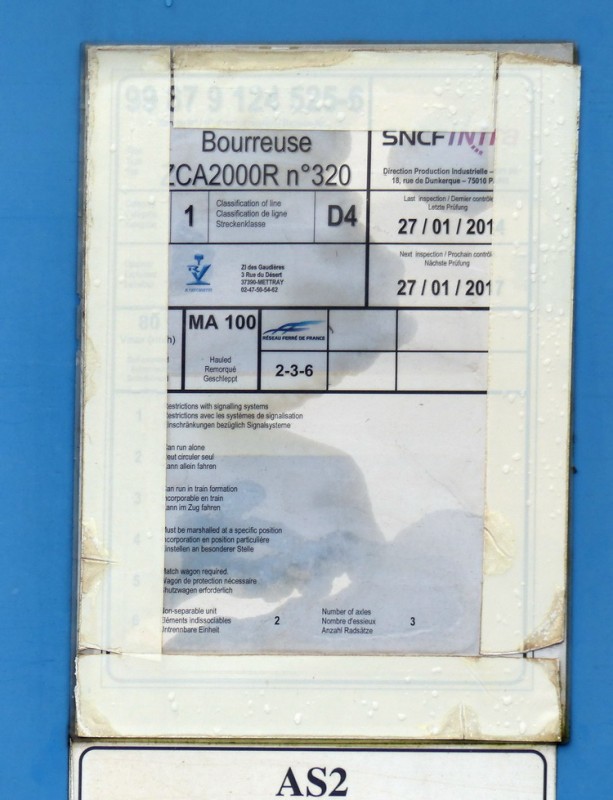 99 87 9 124 525-6
Bourreuse
ZCA2000R n°320
SNCF INFRA
Direction Production Industrielle –
18, rue de Dunkerque – 75010
1
Classification of line
Classification de ligne
Streckenklasse
D4
Last inspection / Dernier contrôle
Letzte Prüfung
27 / 01 / 2014
ZI des Gaudières
3 Rue du Désert
37390-METTRAY
02-47-50-54-62
Next inspection / Prochain contrôle
Nächste Prüfung
27 / 01 / 2017
80
MA 100
Hauled
Remorqué
Geschleppt
RÉSEAU FERRÉ DE FRANCE
2-3-6
1
Restrictions with signalling systems
Restrictions avec les systèmes de signalisation
Einschränkungen bezüglich Signalsysteme
2
Can run alone
Peut circuler seul
Kann allein fahren
3
Can run in train formation
Incorporable en train
Kann im Zug fahren
4
Must be marshalled at a specific position
Incorporation en position particulière
Einstellen an besonderer Stelle
5
Match wagon required
Wagon de protection nécessaire
Schutzwagen erforderlich
6
Non-separable unit
Eléments indissociables
Untrennbare Einheit
2
Number of axles
Nombre d'essieux
Anzahl Radsätze
3
AS2